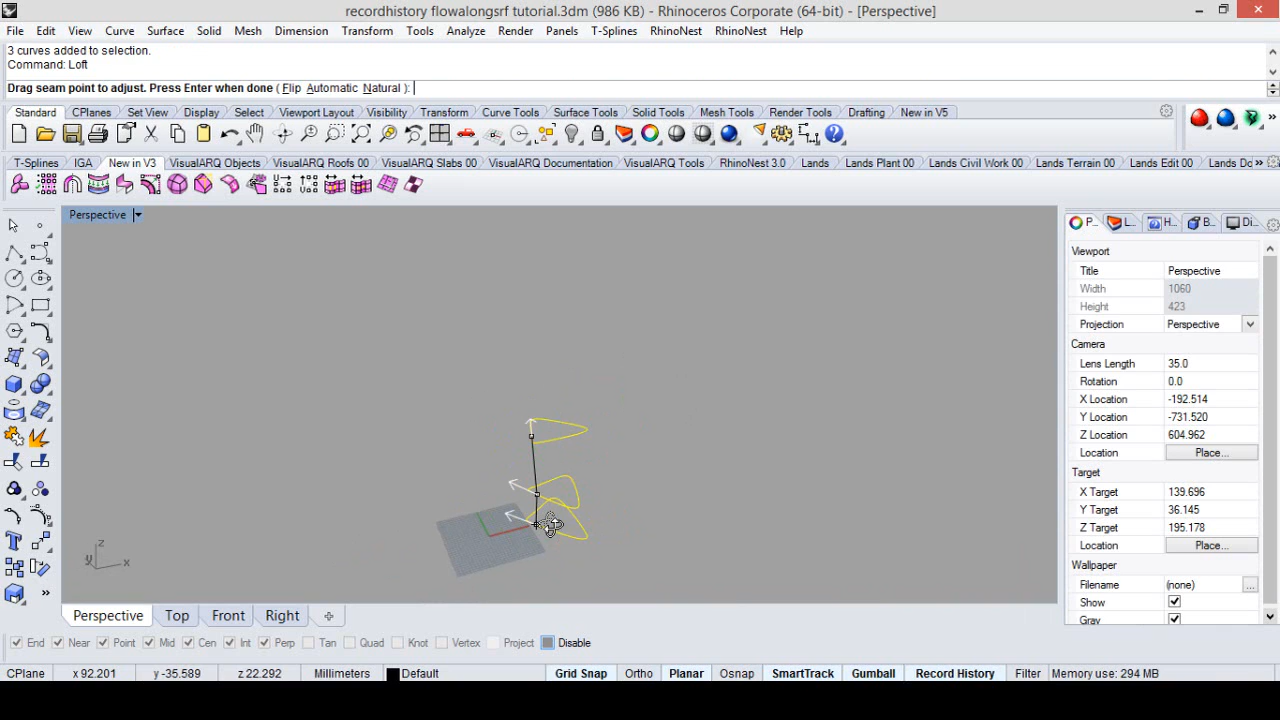 recordhistory flowalongsrf tutorial.3dm (986 KB) - Rhinoceros Corporate (64-bit) - [Perspective]
File Edit View Curve Surface Solid Mesh Dimension Transform Tools Analyze Render Panels T-Splines RhinoNest RhinoNest Help
3 curves added to selection.
Command: Loft
Drag seam point to adjust. Press Enter when done ( Flip Automatic Natural ):
Standard CPlanes Set View Display Select Viewport Layout Visibility Transform Curve Tools Surface Tools Solid Tools Mesh Tools Render Tools Drafting New in V5
T-Splines IGA New in V3 VisualARQ Objects VisualARQ Roofs 00 VisualARQ Slabs 00 VisualARQ Documentation VisualARQ Tools RhinoNest 3.0 Lands Lands Plant 00 Lands Civil Work 00 Lands Terrain 00 Lands Edit 00 Lands Do
Perspective
P... L... H... B... Di...
Viewport
Title Perspective
Width 1060
Height 423
Projection Perspective
Camera
Lens Length 35.0
Rotation 0.0
X Location -192.514
Y Location -731.520
Z Location 604.962
Location Place...
Target
X Target 139.696
Y Target 36.145
Z Target 195.178
Location Place...
Wallpaper
Filename (none) ...
Show
Gray
z
y x
Perspective Top Front Right
End Near Point Mid Cen Int Perp Tan Quad Knot Vertex Project Disable
CPlane x 92.201 y -35.589 z 22.292 Millimeters Default Grid Snap Ortho Planar Osnap SmartTrack Gumball Record History Filter Memory use: 294 MB